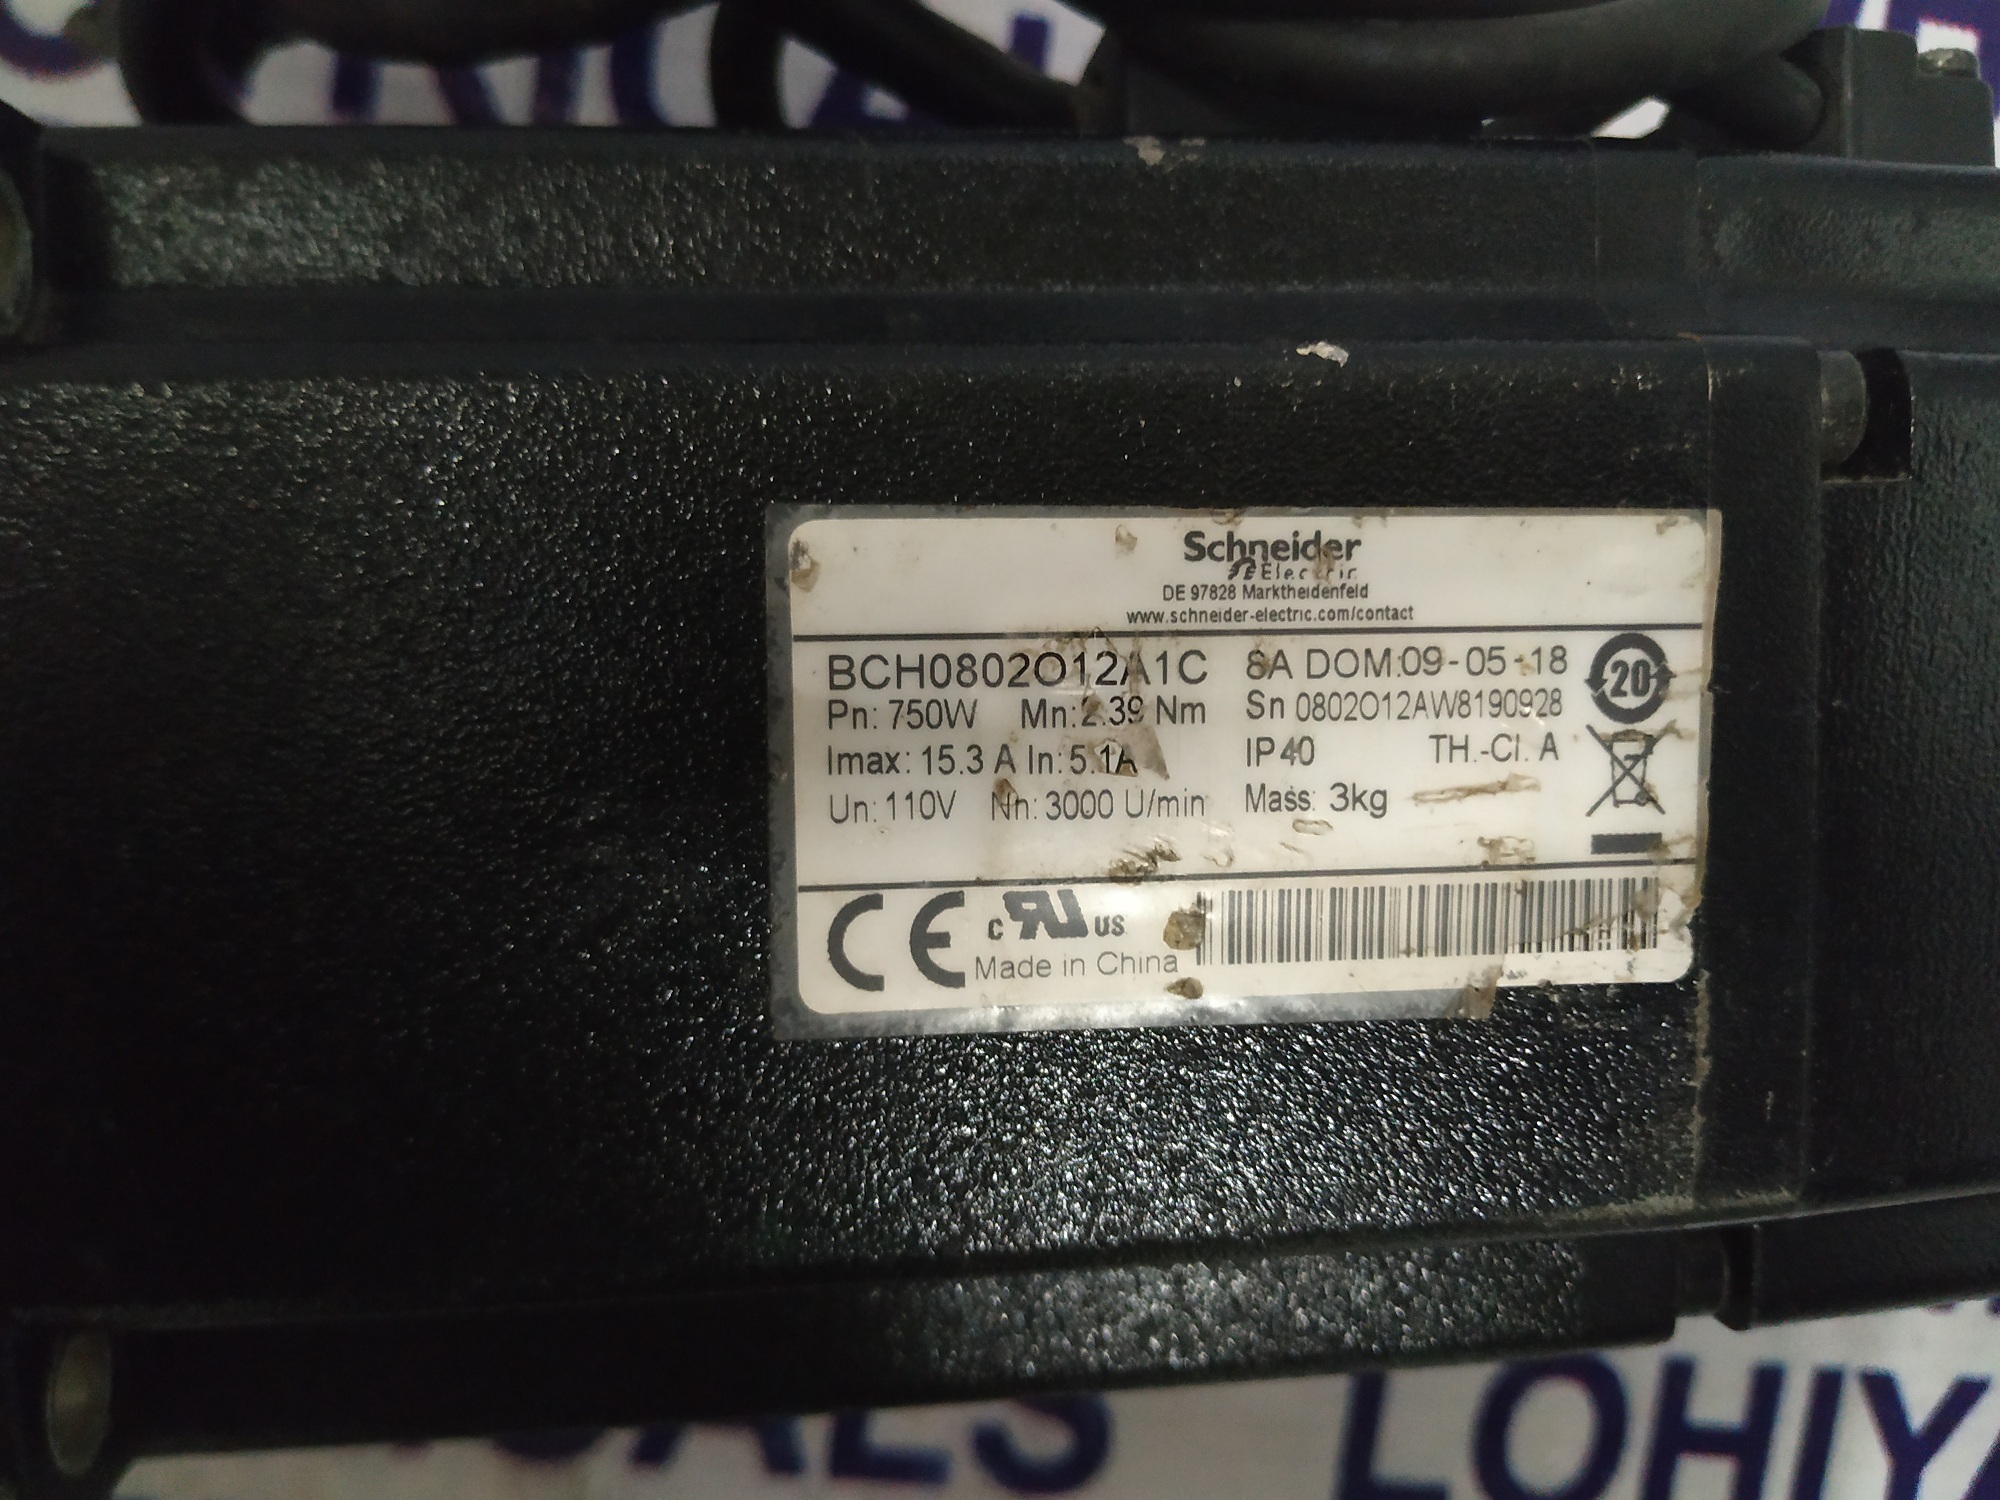 Schneider
Electric
DE 97828 Marktheidenfeld
www.schneider-electric.com/contact
BCH0802O12A1C 8A DOM:09-05-18
Pn: 750W Mn:2.39 Nm Sn 0802O12AW8190928
Imax: 15.3 A In: 5.1A IP40 TH.-Cl. A
Un: 110V Nn: 3000 U/min Mass: 3kg
20
CE c RU US
Made in China
LOHIYA